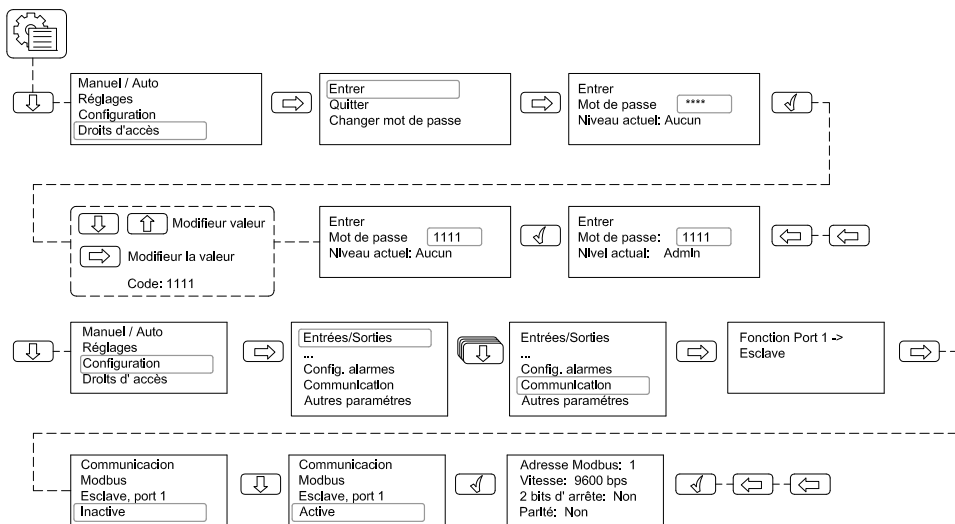 Manuel / Auto
Réglages
Configuration
Droits d'accès
Entrer
Quitter
Changer mot de passe
Entrer
Mot de passe ****
Niveau actuel: Aucun
Modifieur valeur
Modifieur la valeur
Code: 1111
Entrer
Mot de passe 1111
Niveau actuel: Aucun
Entrer
Mot de passe: 1111
Nivel actual: Admin
Manuel / Auto
Réglages
Configuration
Droits d' accès
Entrées/Sorties
...
Config. alarmes
Communication
Autres paramétres
Entrées/Sorties
...
Config. alarmes
Communication
Autres paramétres
Fonction Port 1 ->
Esclave
Communicacion
Modbus
Esclave, port 1
Inactive
Communicacion
Modbus
Esclave, port 1
Active
Adresse Modbus: 1
Vitesse: 9600 bps
2 bits d' arrête: Non
Parité: Non